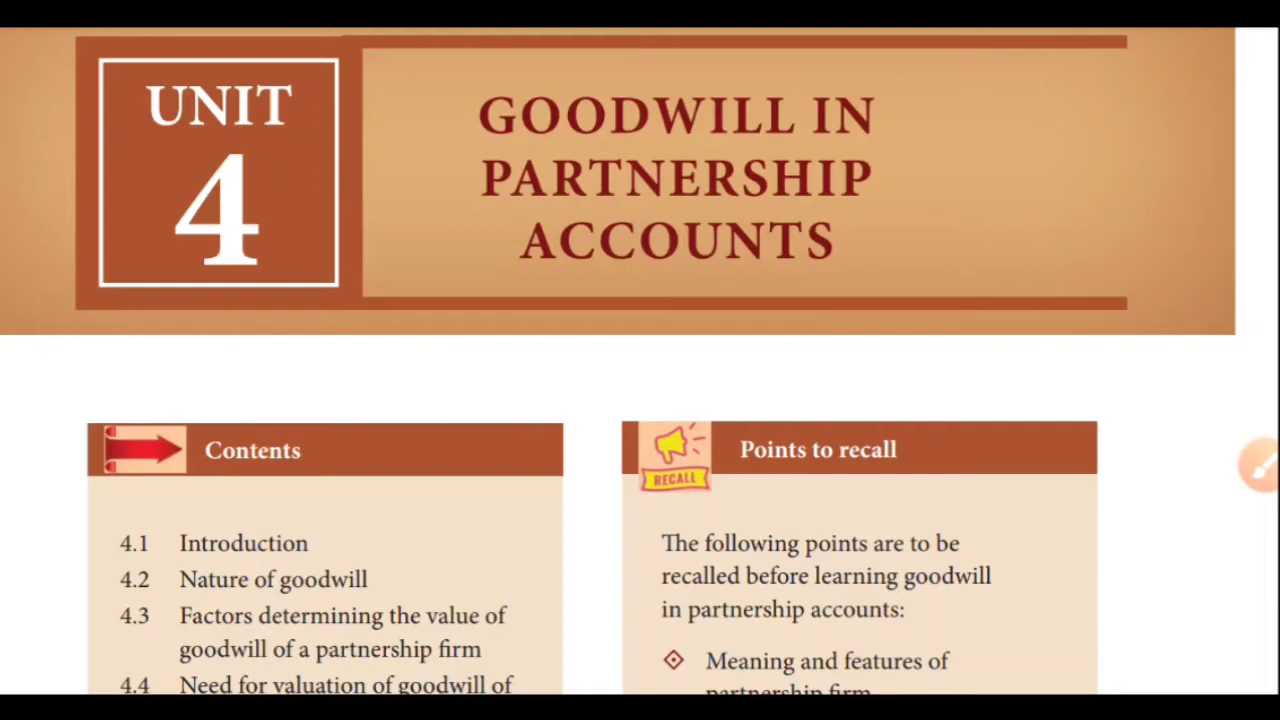 UNIT
4
GOODWILL IN
PARTNERSHIP
ACCOUNTS
Contents
4.1 Introduction
4.2 Nature of goodwill
4.3 Factors determining the value of
goodwill of a partnership firm
4.4 Need for valuation of goodwill of
RECALL
Points to recall
The following points are to be
recalled before learning goodwill
in partnership accounts:
Meaning and features of
partnership firm